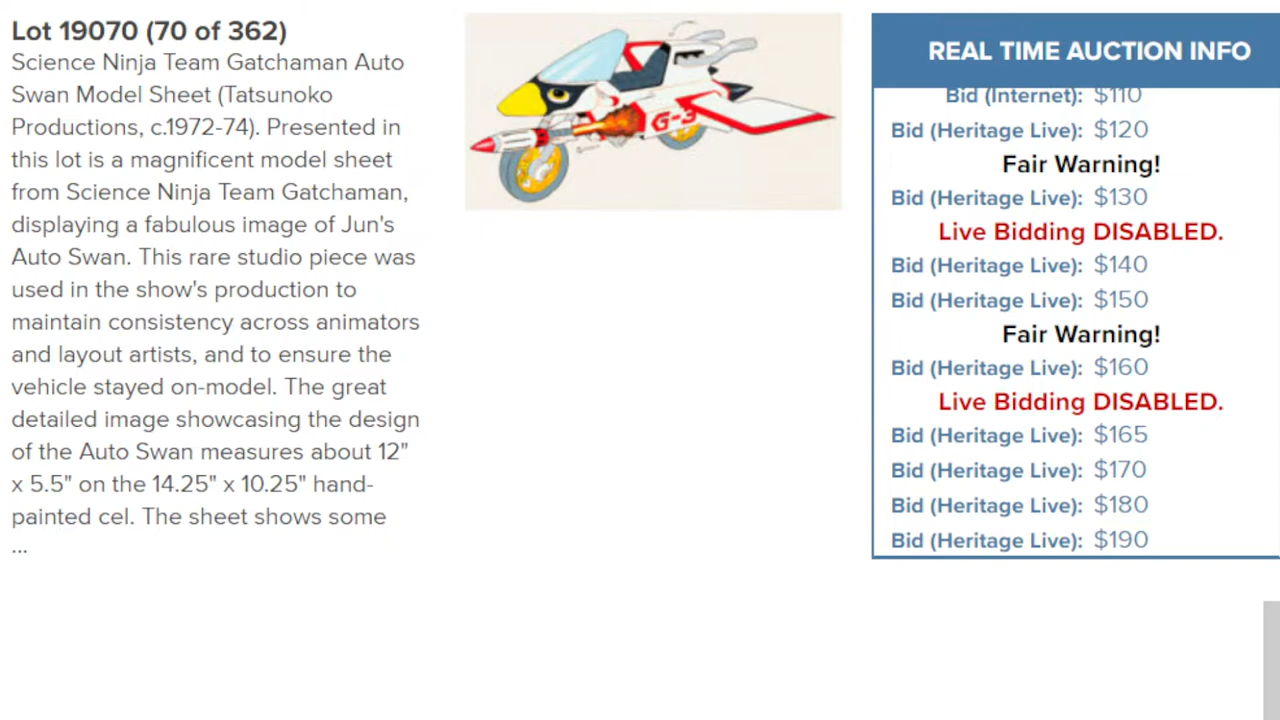 Lot 19070 (70 of 362)
Science Ninja Team Gatchaman Auto
Swan Model Sheet (Tatsunoko
Productions, c.1972-74). Presented in
this lot is a magnificent model sheet
from Science Ninja Team Gatchaman,
displaying a fabulous image of Jun's
Auto Swan. This rare studio piece was
used in the show's production to
maintain consistency across animators
and layout artists, and to ensure the
vehicle stayed on-model. The great
detailed image showcasing the design
of the Auto Swan measures about 12"
x 5.5" on the 14.25" x 10.25" hand-
painted cel. The sheet shows some
...
G-3
REAL TIME AUCTION INFO
Bid (Internet): $110
Bid (Heritage Live): $120
Fair Warning!
Bid (Heritage Live): $130
Live Bidding DISABLED.
Bid (Heritage Live): $140
Bid (Heritage Live): $150
Fair Warning!
Bid (Heritage Live): $160
Live Bidding DISABLED.
Bid (Heritage Live): $165
Bid (Heritage Live): $170
Bid (Heritage Live): $180
Bid (Heritage Live): $190